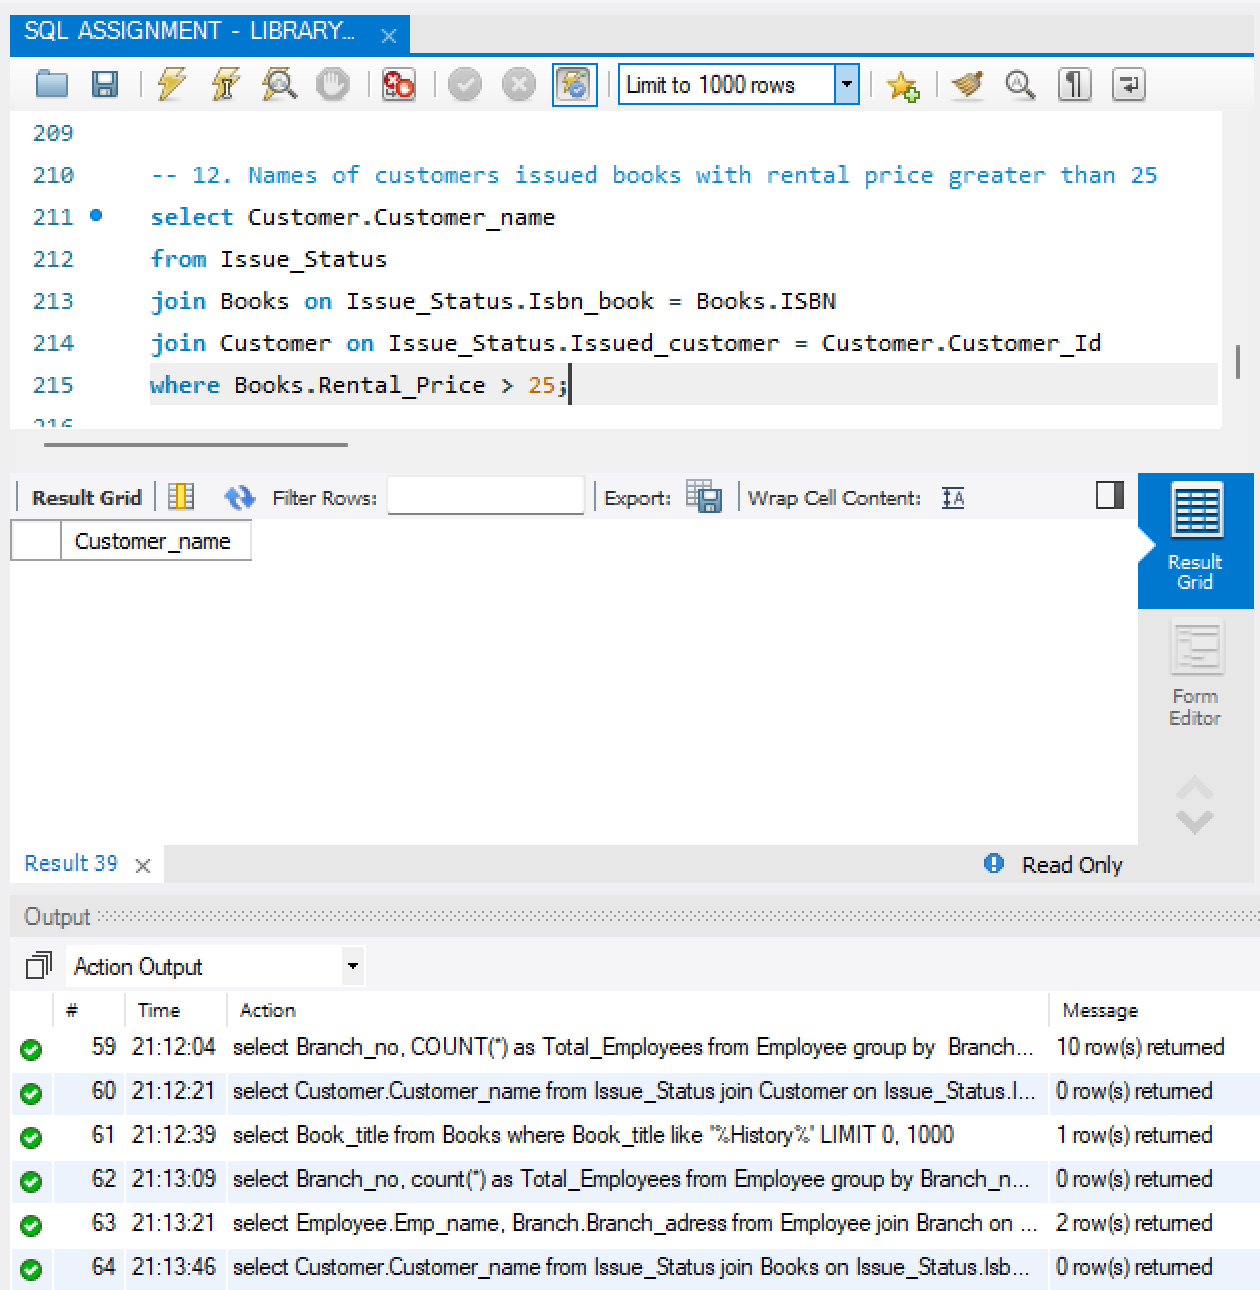 SQL ASSIGNMENT - LIBRARY...
Limit to 1000 rows
209
210 -- 12. Names of customers issued books with rental price greater than 25
211 select Customer.Customer_name
212 from Issue_Status
213 join Books on Issue_Status.Isbn_book = Books.ISBN
214 join Customer on Issue_Status.Issued_customer = Customer.Customer_Id
215 where Books.Rental_Price > 25;
216
Result Grid Filter Rows: Export: Wrap Cell Content:
Customer_name
Result
Grid
Form
Editor
Result 39 Read Only
Output
Action Output
# Time Action Message
59 21:12:04 select Branch_no, COUNT(*) as Total_Employees from Employee group by Branch... 10 row(s) returned
60 21:12:21 select Customer.Customer_name from Issue_Status join Customer on Issue_Status.I... 0 row(s) returned
61 21:12:39 select Book_title from Books where Book_title like "%History%' LIMIT 0, 1000 1 row(s) returned
62 21:13:09 select Branch_no, count(*) as Total_Employees from Employee group by Branch_n... 0 row(s) returned
63 21:13:21 select Employee.Emp_name, Branch.Branch_adress from Employee join Branch on ... 2 row(s) returned
64 21:13:46 select Customer.Customer_name from Issue_Status join Books on Issue_Status.Isb... 0 row(s) returned